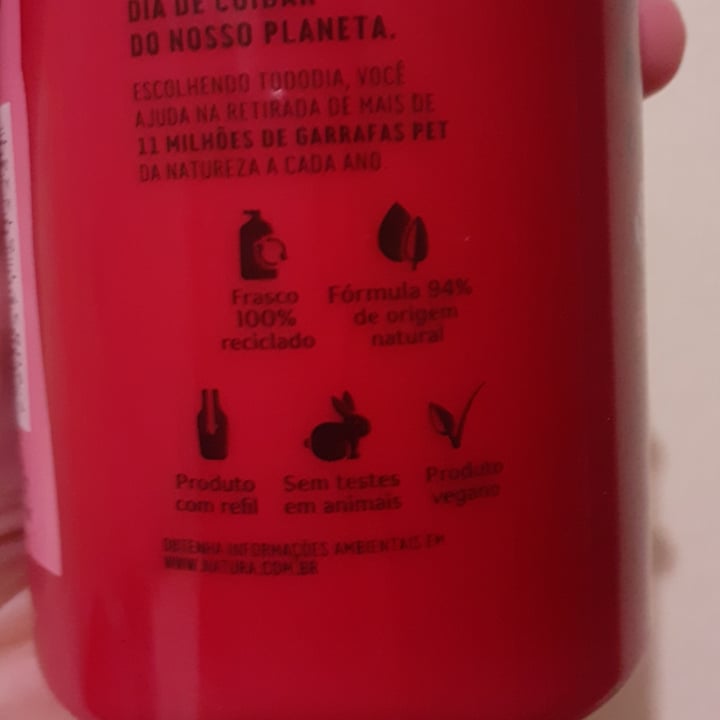 DIA DE CUIDAR
DO NOSSO PLANETA.
ESCOLHENDO TODODIA, VOCÊ
AJUDA NA RETIRADA DE MAIS DE
11 MILHÕES DE GARRAFAS PET
DA NATUREZA A CADA ANO.
Frasco
100%
reciclado
Fórmula 94%
de origem
natural
Produto
com refil
Sem testes
em animais
Produto
vegano
OBTENHA INFORMAÇÕES AMBIENTAIS EM
WWW.NATURA.COM.BR